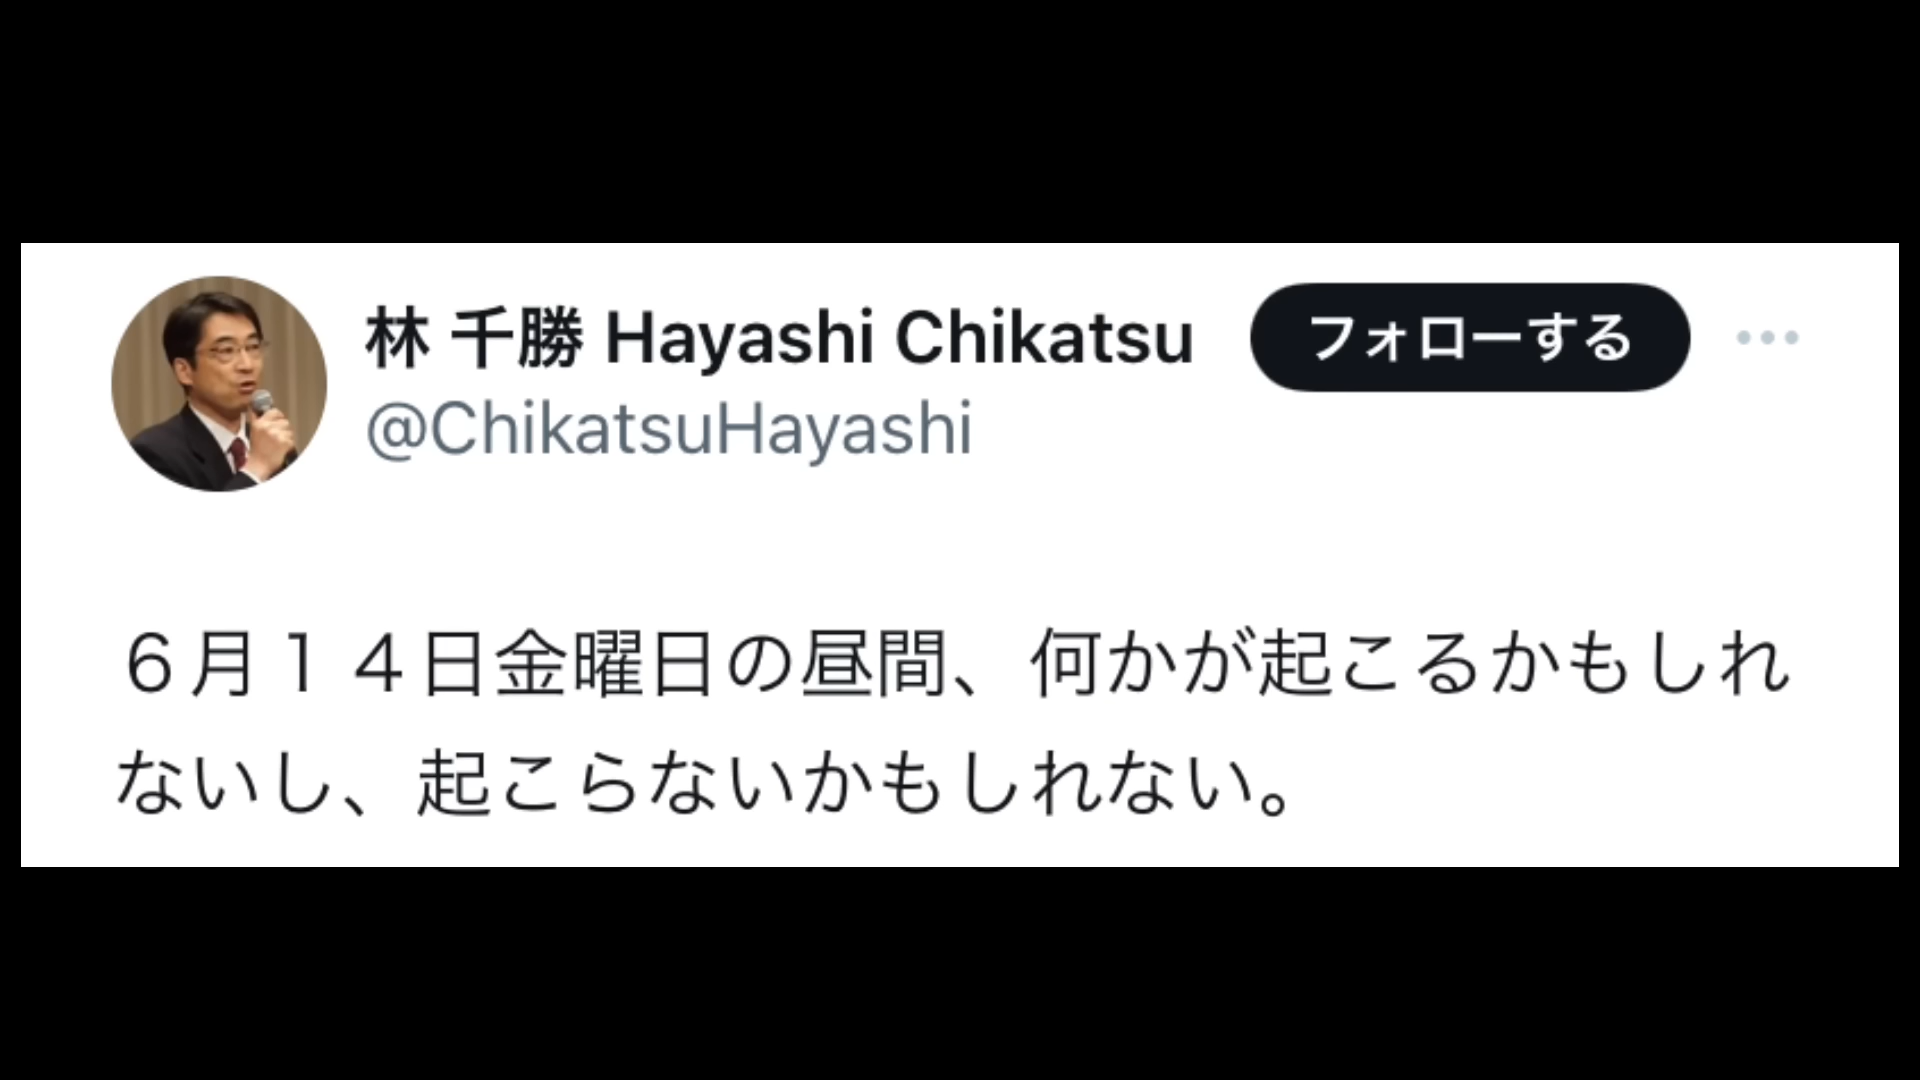 林 千勝 Hayashi Chikatsu
フォローする
@ChikatsuHayashi
６月１４日金曜日の昼間、何かが起こるかもしれ
ないし、起こらないかもしれない。